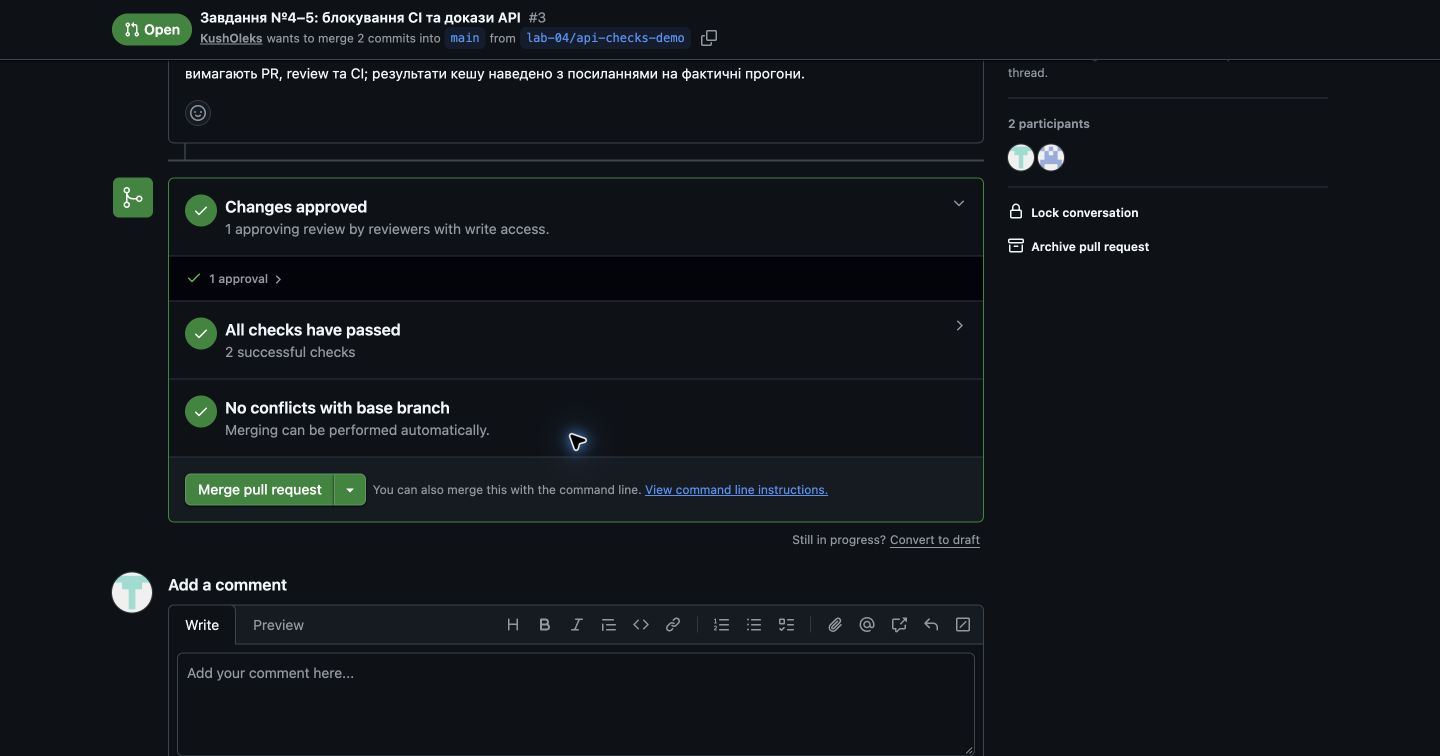 Open
Завдання №4–5: блокування CI та докази API #3
KushOleks wants to merge 2 commits into main from lab-04/api-checks-demo
вимагають PR, review та CI; результати кешу наведено з посиланнями на фактичні прогони.
thread.
2 participants
Lock conversation
Archive pull request
Changes approved
1 approving review by reviewers with write access.
1 approval
All checks have passed
2 successful checks
No conflicts with base branch
Merging can be performed automatically.
Merge pull request
You can also merge this with the command line. View command line instructions.
Still in progress? Convert to draft
Add a comment
Write
Preview
Add your comment here...